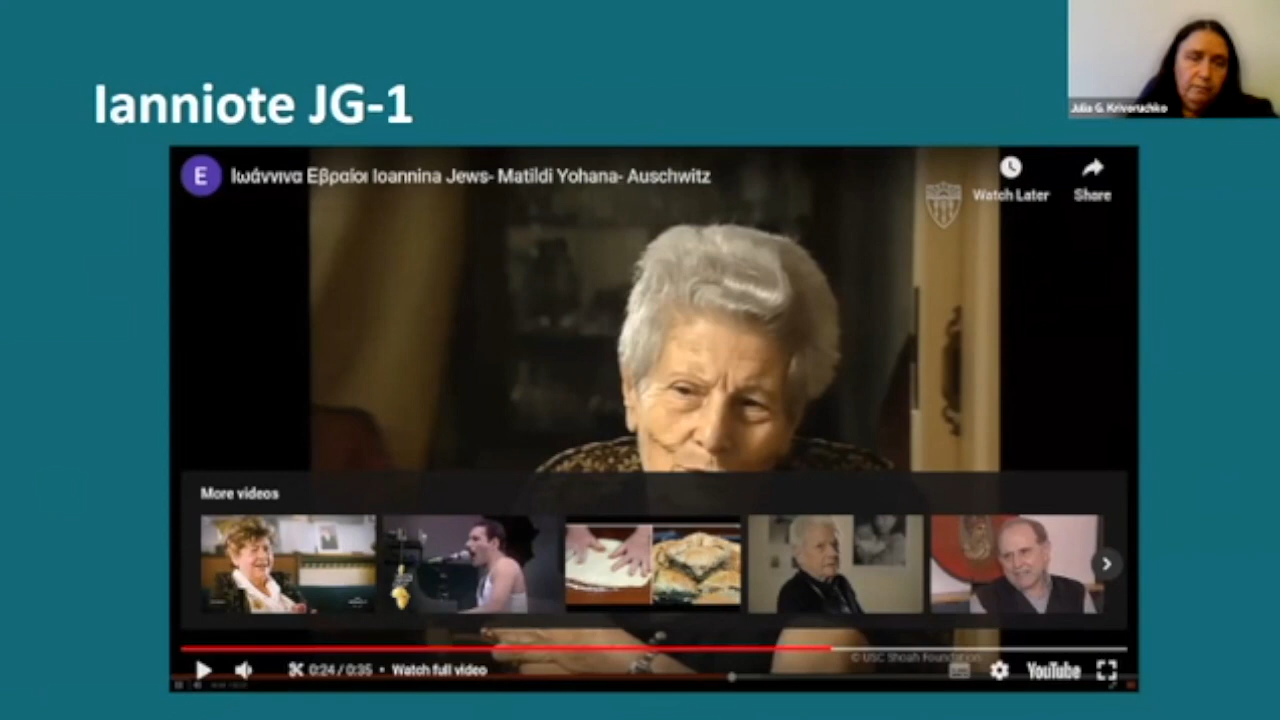 Ianniote JG-1
Julia G. Krivoruchko
E
Ιωάννινα Εβραίοι Ioannina Jews- Matildi Yohana- Auschwitz
Watch Later
Share
More videos
0:24 / 0:35 • Watch full video
© USC Shoah Foundation
YouTube